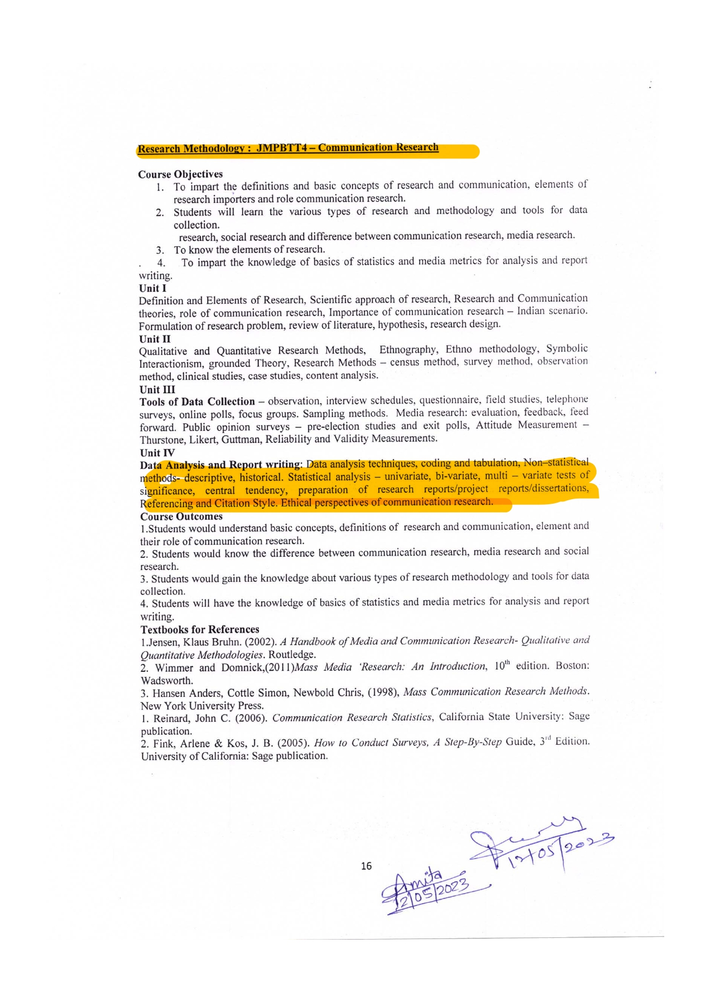 Research Methodology : JMPBTT4 – Communication Research
Course Objectives
1. To impart the definitions and basic concepts of research and communication, elements of
research importers and role communication research.
2. Students will learn the various types of research and methodology and tools for data
collection.
research, social research and difference between communication research, media research.
3. To know the elements of research.
. 4. To impart the knowledge of basics of statistics and media metrics for analysis and report
writing.
Unit I
Definition and Elements of Research, Scientific approach of research, Research and Communication
theories, role of communication research, Importance of communication research – Indian scenario.
Formulation of research problem, review of literature, hypothesis, research design.
Unit II
Qualitative and Quantitative Research Methods, Ethnography, Ethno methodology, Symbolic
Interactionism, grounded Theory, Research Methods – census method, survey method, observation
method, clinical studies, case studies, content analysis.
Unit III
Tools of Data Collection – observation, interview schedules, questionnaire, field studies, telephone
surveys, online polls, focus groups. Sampling methods. Media research: evaluation, feedback, feed
forward. Public opinion surveys – pre-election studies and exit polls, Attitude Measurement –
Thurstone, Likert, Guttman, Reliability and Validity Measurements.
Unit IV
Data Analysis and Report writing: Data analysis techniques, coding and tabulation, Non–statistical
methods- descriptive, historical. Statistical analysis – univariate, bi-variate, multi – variate tests of
significance, central tendency, preparation of research reports/project reports/dissertations,
Referencing and Citation Style. Ethical perspectives of communication research.
Course Outcomes
1.Students would understand basic concepts, definitions of research and communication, element and
their role of communication research.
2. Students would know the difference between communication research, media research and social
research.
3. Students would gain the knowledge about various types of research methodology and tools for data
collection.
4. Students will have the knowledge of basics of statistics and media metrics for analysis and report
writing.
Textbooks for References
1.Jensen, Klaus Bruhn. (2002). A Handbook of Media and Communication Research- Qualitative and
Quantitative Methodologies. Routledge.
2. Wimmer and Domnick,(2011)Mass Media ‘Research: An Introduction, 10th edition. Boston:
Wadsworth.
3. Hansen Anders, Cottle Simon, Newbold Chris, (1998), Mass Communication Research Methods.
New York University Press.
1. Reinard, John C. (2006). Communication Research Statistics, California State University: Sage
publication.
2. Fink, Arlene & Kos, J. B. (2005). How to Conduct Surveys, A Step-By-Step Guide, 3rd Edition.
University of California: Sage publication.
12/05/2023
16
Amita
12/05/2023